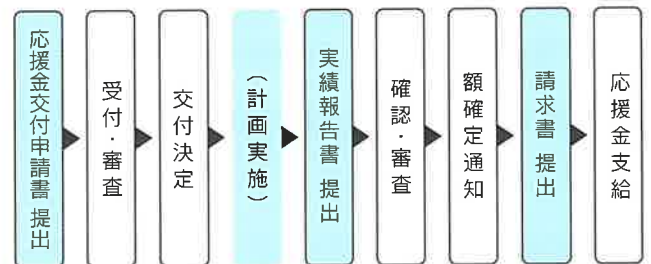 応援金交付申請書 提出
受付・審査
交付決定
（計画実施）
実績報告書 提出
確認・審査
額確定通知
請求書 提出
応援金支給